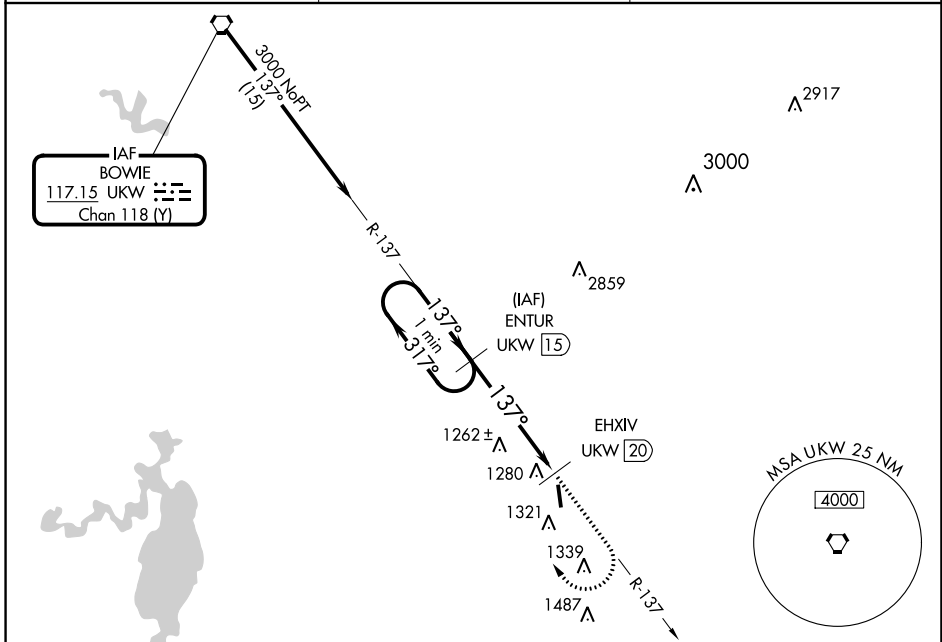 3000 NoPT
137°
(15)
2917
3000
IAF
BOWIE
117.15 UKW
Chan 118 (Y)
R-137
2859
(IAF)
ENTUR
UKW 15
137°
1 min
317°
137°
EHXIV
UKW 20
1262 ±
1280
1321
1339
1487
R-137
MSA UKW 25 NM
4000